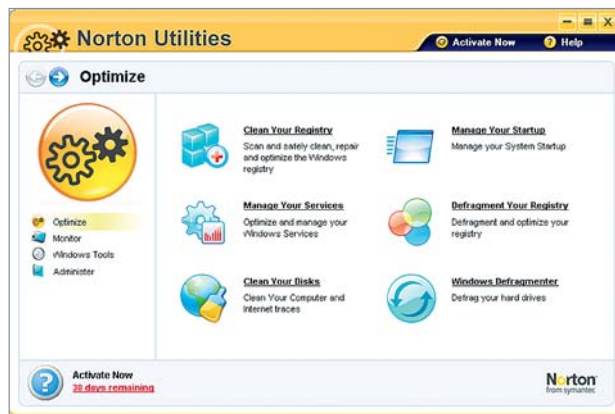 Norton Utilities
Activate Now
Help
Optimize
Clean Your Registry
Scan and safely clean, repair
and optimize the Windows
registry
Manage Your Startup
Manage your System Startup
Manage Your Services
Optimize and manage your
Windows Services
Defragment Your Registry
Defragment and optimize your
registry
Clean Your Disks
Clean Your Computer and
Internet traces
Windows Defragmenter
Defrag your hard drives
Optimize
Monitor
Windows Tools
Administer
Activate Now
30 days remaining
Norton
from symantec